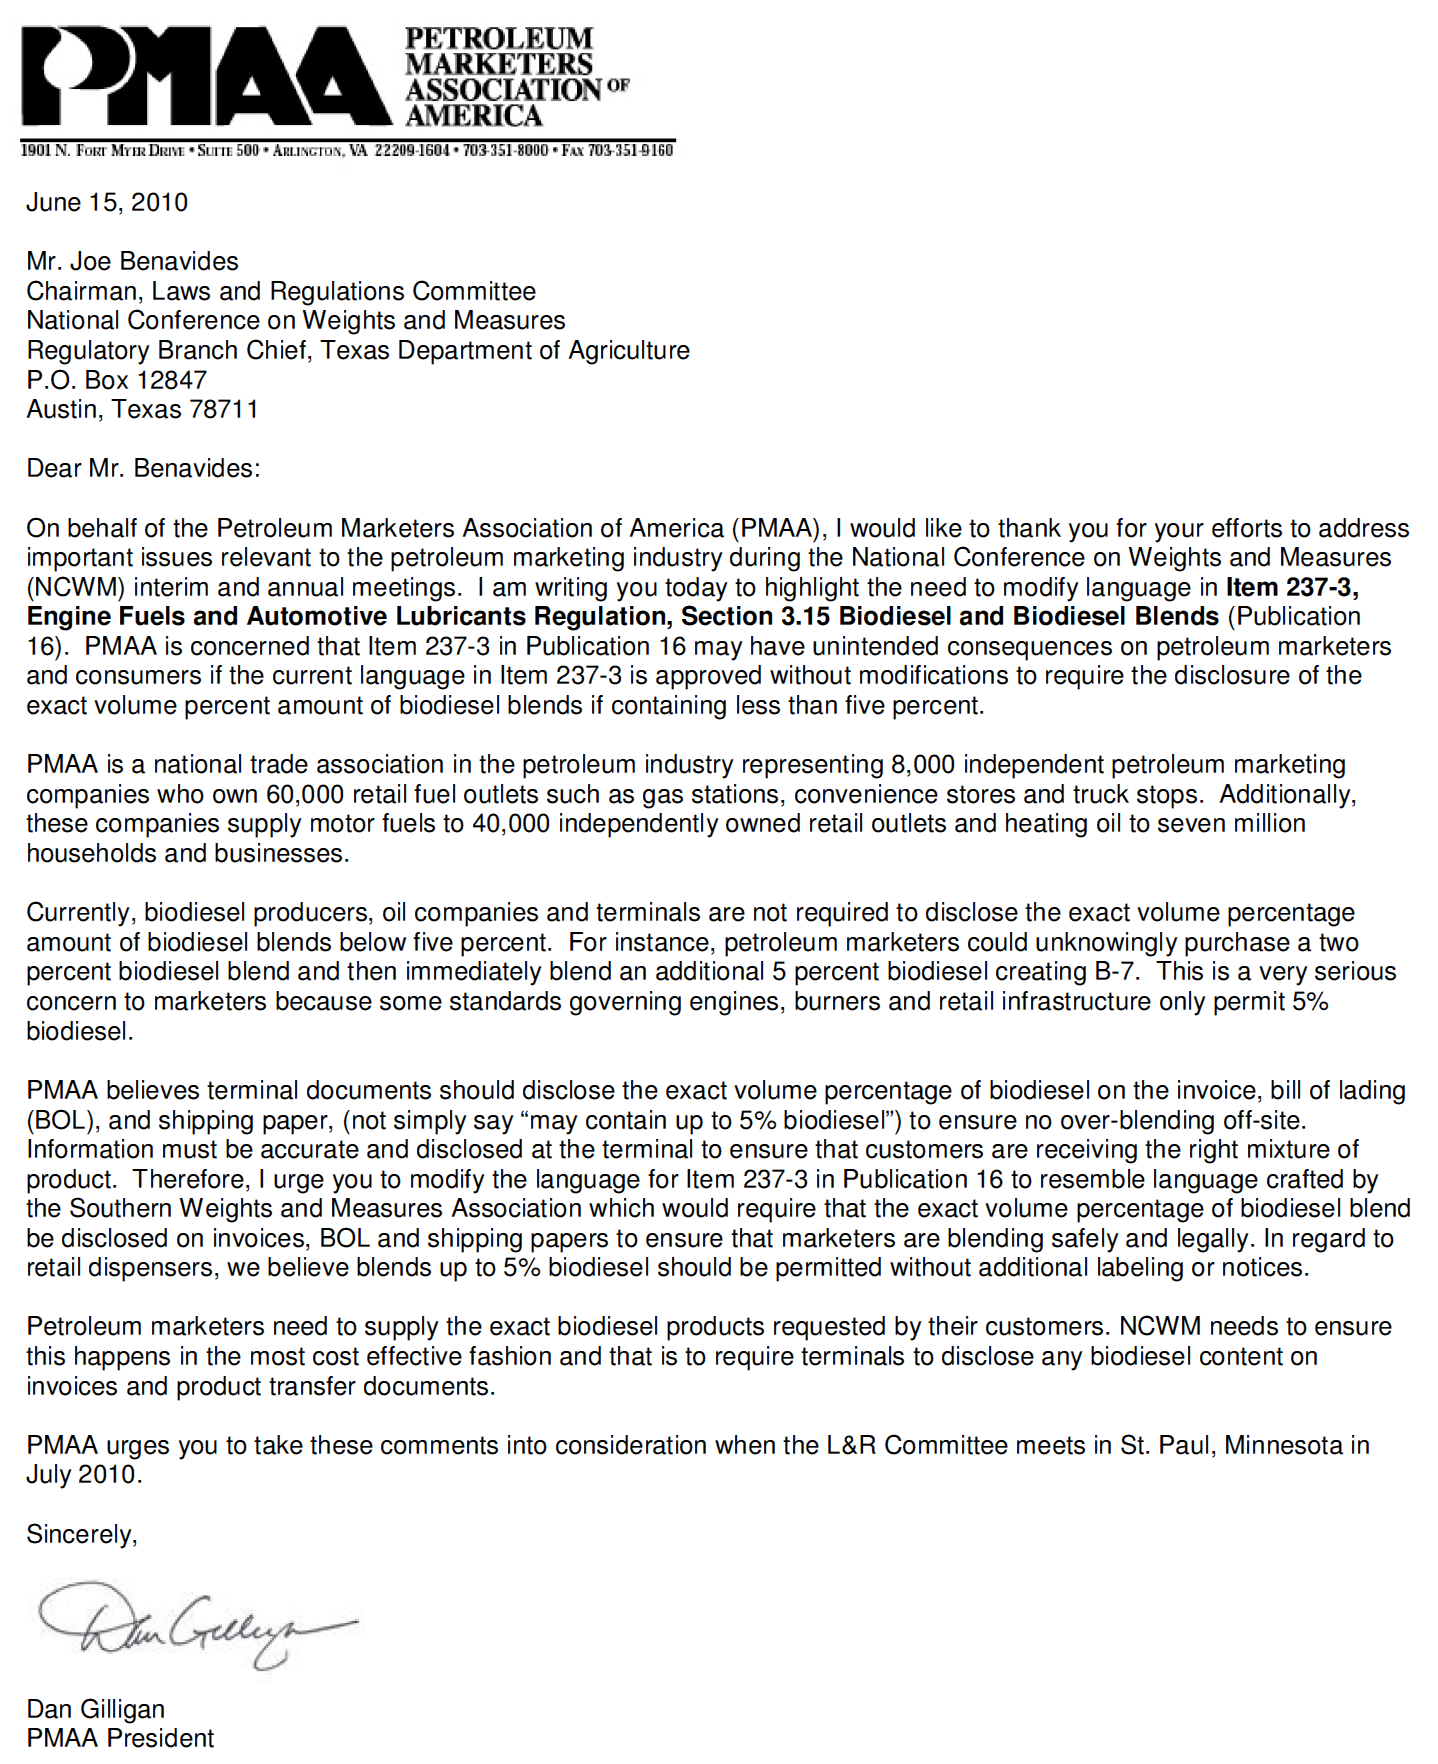 PMAA
PETROLEUM
MARKETERS
ASSOCIATION OF
AMERICA
1901 N. FORT MYER DRIVE • SUITE 500 • ARLINGTON, VA 22209-1604 • 703-351-8000 • FAX 703-351-9160
June 15, 2010
Mr. Joe Benavides
Chairman, Laws and Regulations Committee
National Conference on Weights and Measures
Regulatory Branch Chief, Texas Department of Agriculture
P.O. Box 12847
Austin, Texas 78711
Dear Mr. Benavides:
On behalf of the Petroleum Marketers Association of America (PMAA), I would like to thank you for your efforts to address
important issues relevant to the petroleum marketing industry during the National Conference on Weights and Measures
(NCWM) interim and annual meetings.  I am writing you today to highlight the need to modify language in Item 237-3,
Engine Fuels and Automotive Lubricants Regulation, Section 3.15 Biodiesel and Biodiesel Blends (Publication
16).  PMAA is concerned that Item 237-3 in Publication 16 may have unintended consequences on petroleum marketers
and consumers if the current language in Item 237-3 is approved without modifications to require the disclosure of the
exact volume percent amount of biodiesel blends if containing less than five percent.
PMAA is a national trade association in the petroleum industry representing 8,000 independent petroleum marketing
companies who own 60,000 retail fuel outlets such as gas stations, convenience stores and truck stops.  Additionally,
these companies supply motor fuels to 40,000 independently owned retail outlets and heating oil to seven million
households and businesses.
Currently, biodiesel producers, oil companies and terminals are not required to disclose the exact volume percentage
amount of biodiesel blends below five percent.  For instance, petroleum marketers could unknowingly purchase a two
percent biodiesel blend and then immediately blend an additional 5 percent biodiesel creating B-7.  This is a very serious
concern to marketers because some standards governing engines, burners and retail infrastructure only permit 5%
biodiesel.
PMAA believes terminal documents should disclose the exact volume percentage of biodiesel on the invoice, bill of lading
(BOL), and shipping paper, (not simply say “may contain up to 5% biodiesel”) to ensure no over-blending off-site.
Information must be accurate and disclosed at the terminal to ensure that customers are receiving the right mixture of
product.  Therefore, I urge you to modify the language for Item 237-3 in Publication 16 to resemble language crafted by
the Southern Weights and Measures Association which would require that the exact volume percentage of biodiesel blend
be disclosed on invoices, BOL and shipping papers to ensure that marketers are blending safely and legally. In regard to
retail dispensers, we believe blends up to 5% biodiesel should be permitted without additional labeling or notices.
Petroleum marketers need to supply the exact biodiesel products requested by their customers. NCWM needs to ensure
this happens in the most cost effective fashion and that is to require terminals to disclose any biodiesel content on
invoices and product transfer documents.
PMAA urges you to take these comments into consideration when the L&R Committee meets in St. Paul, Minnesota in
July 2010.
Sincerely,
Dan Gilligan
Dan Gilligan
PMAA President